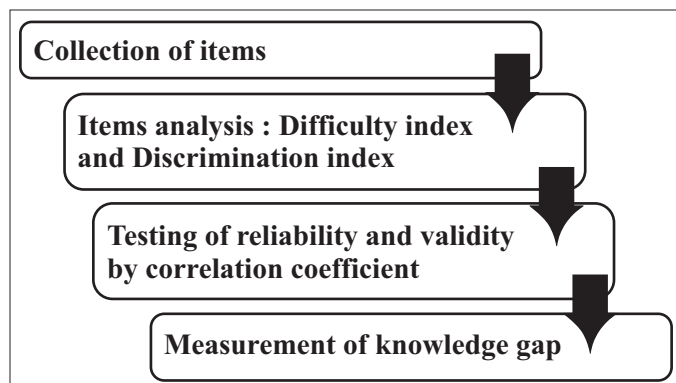 Collection of items
Items analysis : Difficulty index
and Discrimination index
Testing of reliability and validity
by correlation coefficient
Measurement of knowledge gap